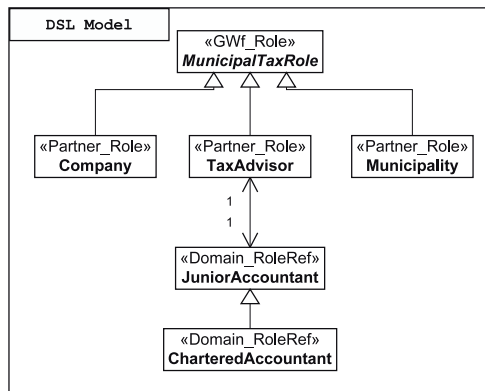 DSL Model
«GWf_Role»
MunicipalTaxRole
«Partner_Role»
Company
«Partner_Role»
TaxAdvisor
«Partner_Role»
Municipality
1
1
«Domain_RoleRef»
JuniorAccountant
«Domain_RoleRef»
CharteredAccountant